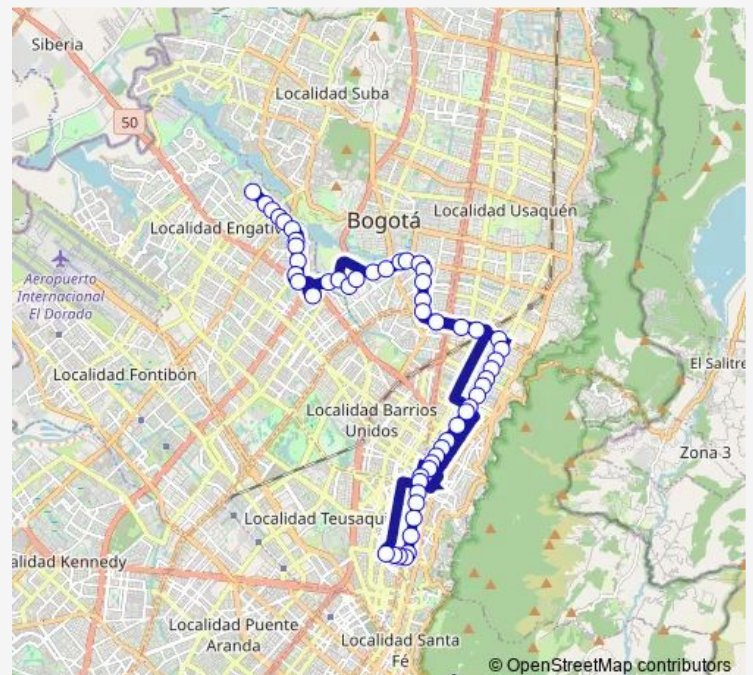 Siberia
Localidad Suba
50
Bogotá
Localidad Usaquén
Localidad Engativ
Aeropuerto
Internacional
El Dorado
El Salitre
Localidad Fontibón
Localidad Barrios
Unidos
Zona 3
Localidad Teusaqu
alidad Kennedy
Localidad Puente
Aranda
Localidad Santa
Fé
© OpenStreetMap contributors